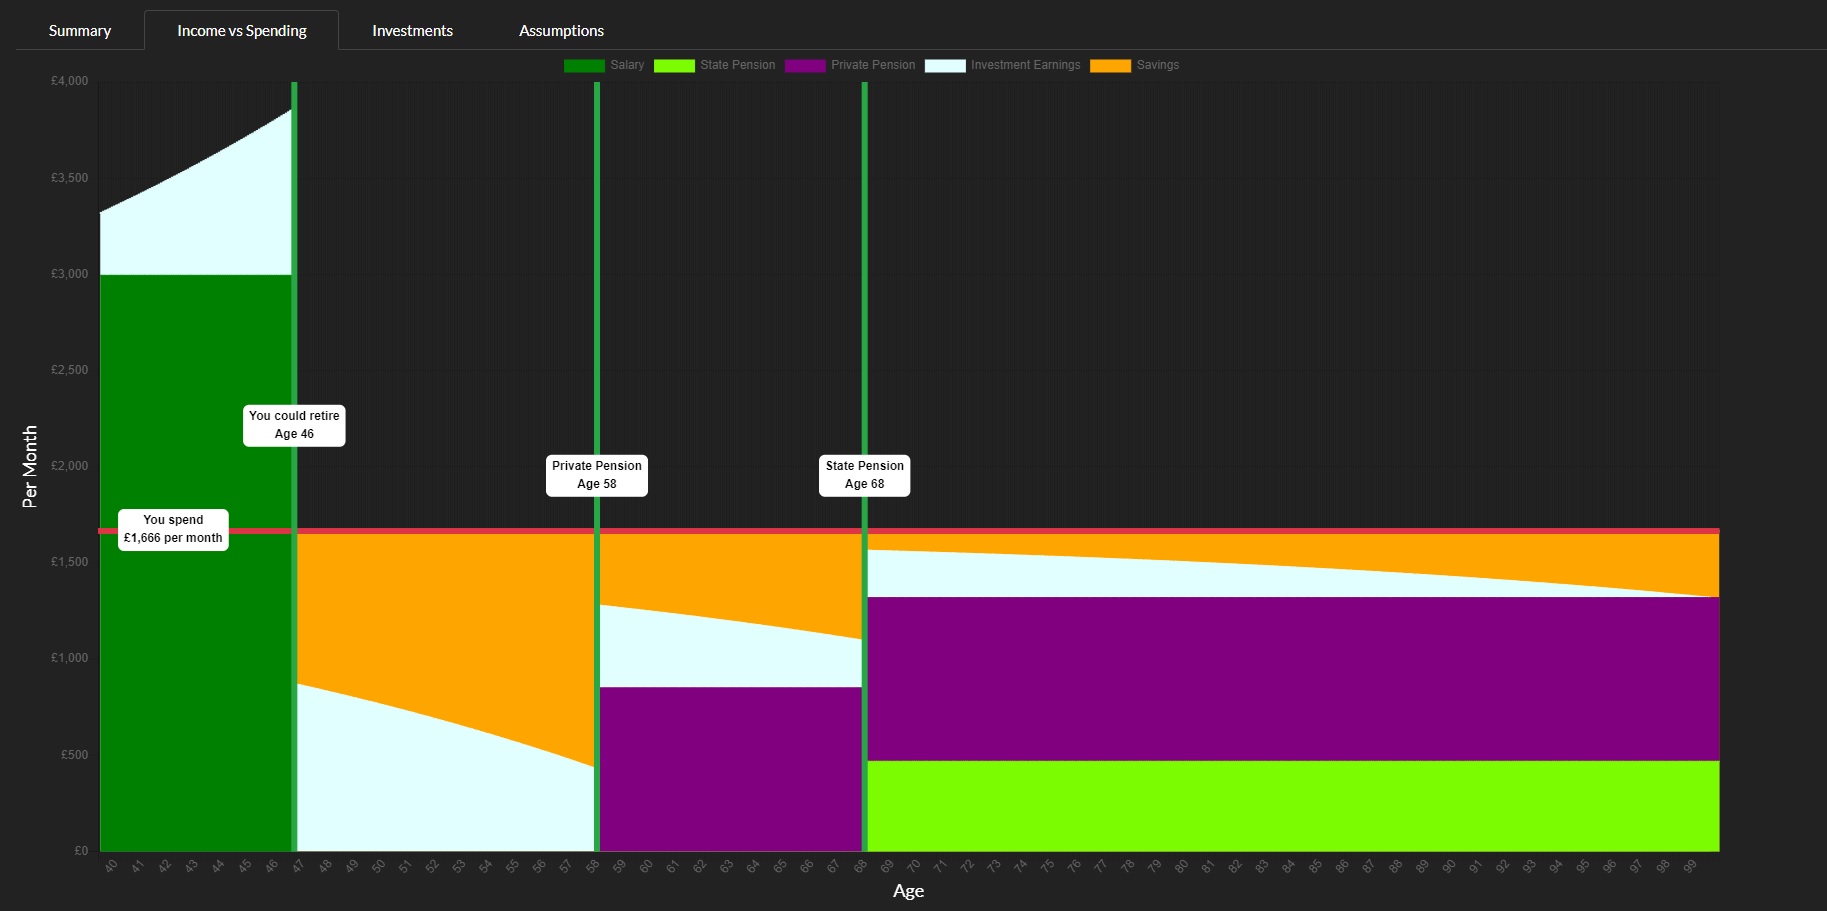 Summary Income vs Spending Investments Assumptions
Salary State Pension Private Pension Investment Earnings Savings
£4,000
£3,500
£3,000
£2,500
£2,000
£1,500
£1,000
£500
£0
Per Month
You could retire
Age 46
Private Pension
Age 58
State Pension
Age 68
You spend
£1,666 per month
40 41 42 43 44 45 46 47 48 49 50 51 52 53 54 55 56 57 58 59 60 61 62 63 64 65 66 67 68 69 70 71 72 73 74 75 76 77 78 79 80 81 82 83 84 85 86 87 88 89 90 91 92 93 94 95 96 97 98 99
Age